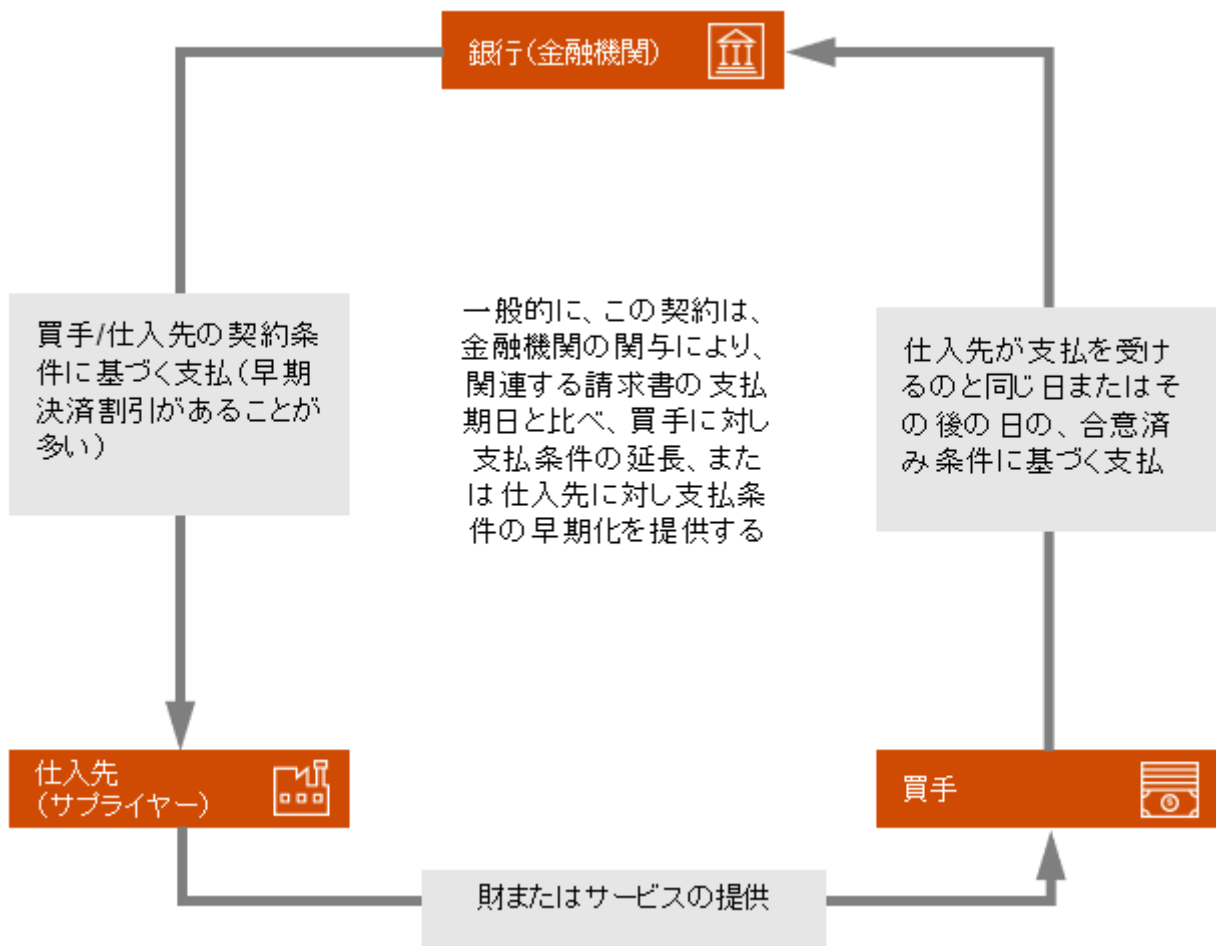 銀行(金融機関)
買手/仕入先の契約条
件に基づく支払(早期
決済割引があることが
多い)
一般的に、この契約は、
金融機関の関与により、
関連する請求書の支払
期日と比べ、買手に対し
支払条件の延長、また
は仕入先に対し支払条
件の早期化を提供する
仕入先が支払を受け
るのと同じ日またはそ
の後の日の、合意済
み条件に基づく支払
仕入先
(サプライヤー)
買手
財またはサービスの提供